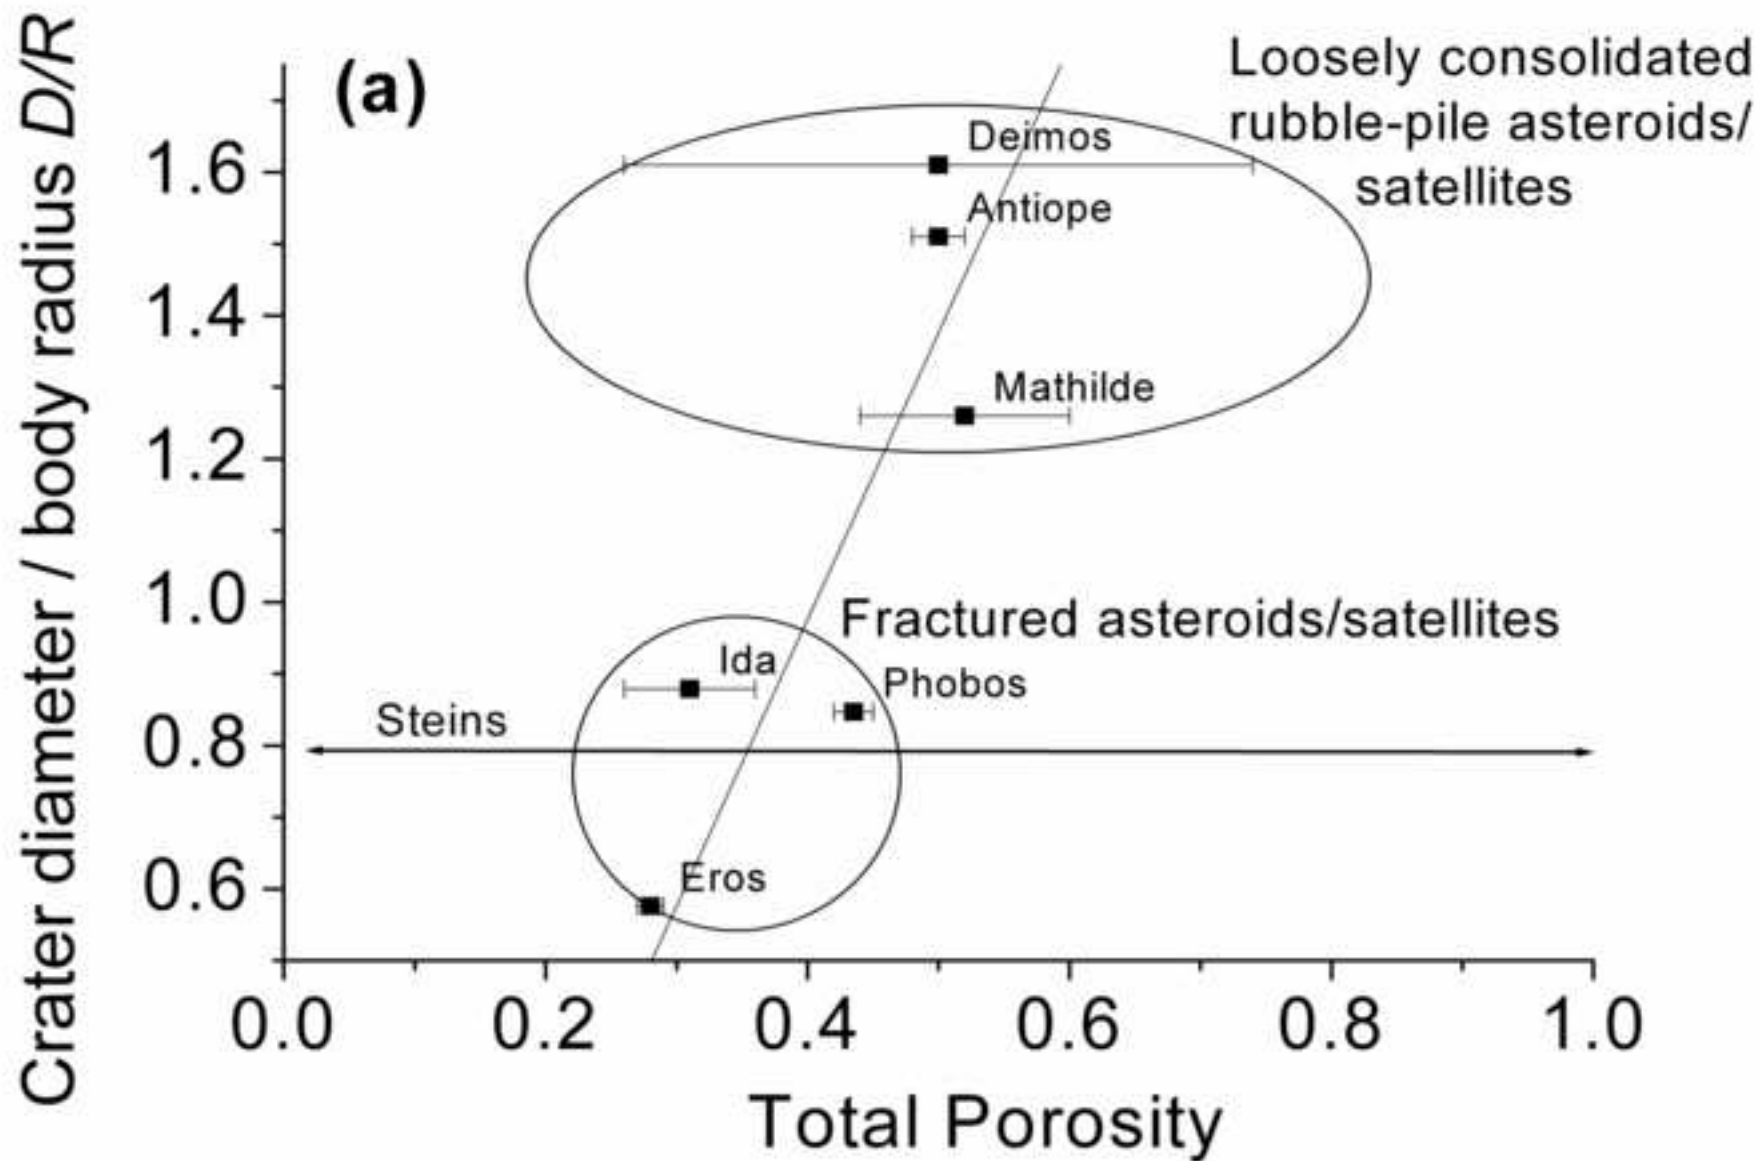 (a)
Loosely consolidated
rubble-pile asteroids/
satellites
Deimos
Antiope
Mathilde
Fractured asteroids/satellites
Ida
Phobos
Steins
Eros
Crater diameter / body radius D/R
1.6
1.4
1.2
1.0
0.8
0.6
0.0 0.2 0.4 0.6 0.8 1.0
Total Porosity